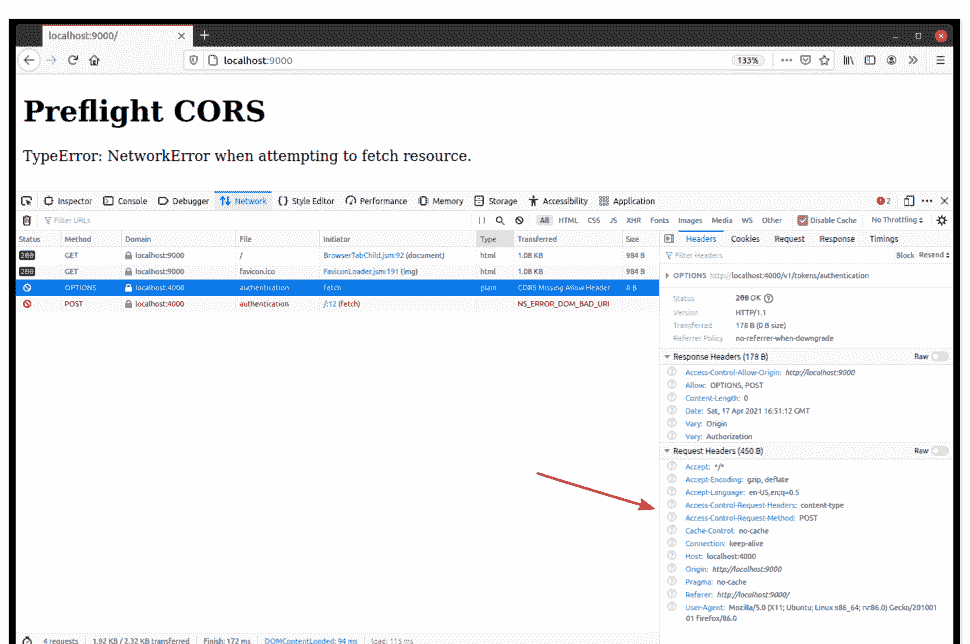 localhost:9000/
localhost:9000
133%
Preflight CORS
TypeError: NetworkError when attempting to fetch resource.
Inspector Console Debugger Network Style Editor Performance Memory Storage Accessibility Application 2
Filter URLs All HTML CSS JS XHR Fonts Images Media WS Other Disable Cache No Throttling
Status Method Domain File Initiator Type Transferred Size
200 GET localhost:9000 / BrowserTabChild.jsm:92 (document) html 1.08 KB 984 B
200 GET localhost:9000 favicon.ico FaviconLoader.jsm:191 (img) html 1.08 KB 984 B
OPTIONS localhost:4000 authentication fetch plain CORS Missing Allow Header 0 B
POST localhost:4000 authentication /:12 (fetch) NS_ERROR_DOM_BAD_URI
Headers Cookies Request Response Timings
Filter Headers Block Resend
OPTIONS http://localhost:4000/v1/tokens/authentication
Status 200 OK
Version HTTP/1.1
Transferred 178 B (0 B size)
Referrer Policy no-referrer-when-downgrade
Response Headers (178 B) Raw
Access-Control-Allow-Origin: http://localhost:9000
Allow: OPTIONS, POST
Content-Length: 0
Date: Sat, 17 Apr 2021 16:51:12 GMT
Vary: Origin
Vary: Authorization
Request Headers (450 B) Raw
Accept: */*
Accept-Encoding: gzip, deflate
Accept-Language: en-US,en;q=0.5
Access-Control-Request-Headers: content-type
Access-Control-Request-Method: POST
Cache-Control: no-cache
Connection: keep-alive
Host: localhost:4000
Origin: http://localhost:9000
Pragma: no-cache
Referer: http://localhost:9000/
User-Agent: Mozilla/5.0 (X11; Ubuntu; Linux x86_64; rv:86.0) Gecko/201001
01 Firefox/86.0
4 requests 1.92 KB / 2.32 KB transferred Finish: 172 ms DOMContentLoaded: 94 ms load: 115 ms